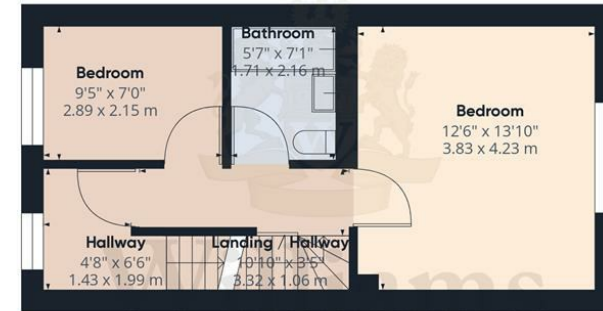 Bedroom
9'5" x 7'0"
2.89 x 2.15 m
Bathroom
5'7" x 7'1"
1.71 x 2.16 m
Bedroom
12'6" x 13'10"
3.83 x 4.23 m
Hallway
4'8" x 6'6"
1.43 x 1.99 m
Landing / Hallway
10'10" x 3'5"
3.32 x 1.06 m